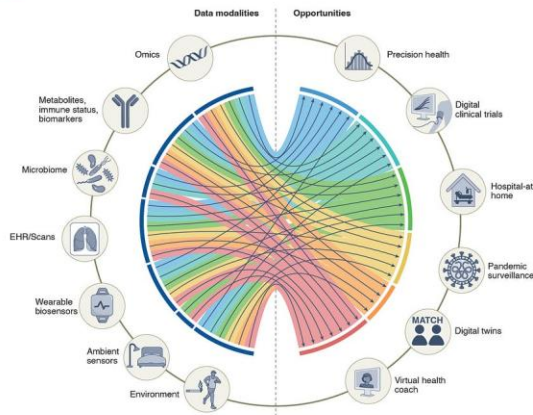 Data modalities
Opportunities
Omics
Metabolites,
immune status,
biomarkers
Microbiome
EHR/Scans
Wearable
biosensors
Ambient
sensors
Environment
Precision health
Digital
clinical trials
Hospital-at
home
Pandemic
surveillance
MATCH
Digital twins
Virtual health
coach